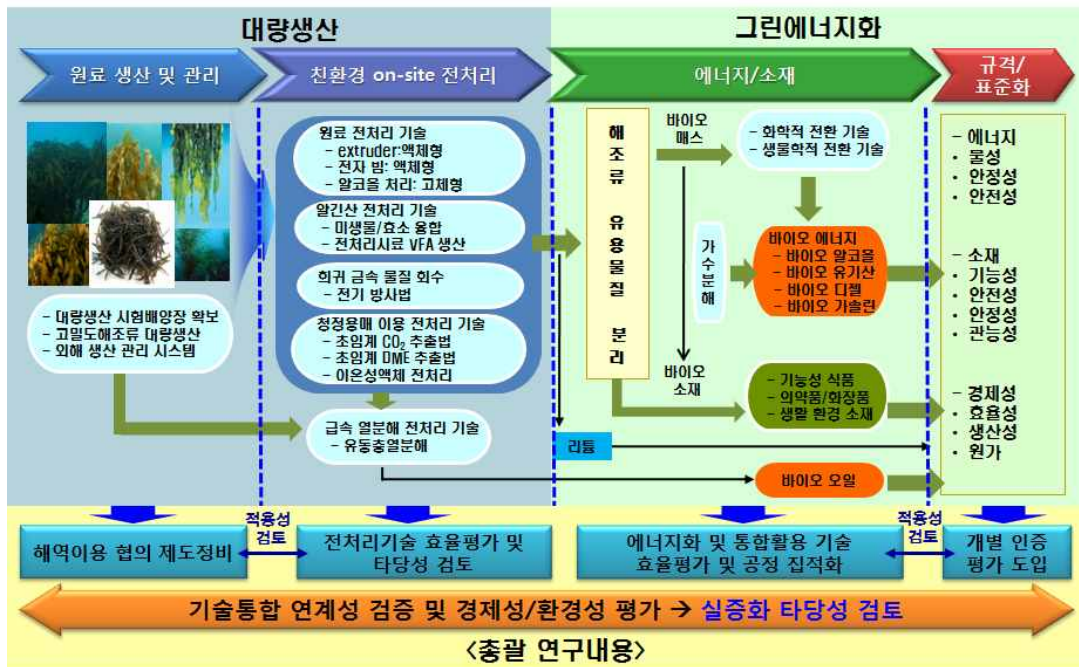 대량생산
그린에너지화
원료 생산 및 관리
친환경 on-site 전처리
에너지/소재
규격/
표준화
- 대량생산 시험배양장 확보
- 고밀도해조류 대량생산
- 외해 생산 관리 시스템
원료 전처리 기술
- extruder:액체형
- 전자 빔: 액체형
- 알코올 처리: 고체형
알긴산 전처리 기술
- 미생물/효소 융합
- 전처리시료 VFA 생산
희귀 금속 물질 회수
- 전기 방사법
청정용매 이용 전처리 기술
- 초임계 CO₂ 추출법
- 초임계 DME 추출법
- 이온성액체 전처리
급속 열분해 전처리 기술
- 유동층열분해
해조류 유용물질 분리
바이오
매스
- 화학적 전환 기술
- 생물학적 전환 기술
가수분해
바이오 에너지
- 바이오 알코올
- 바이오 유기산
- 바이오 디젤
- 바이오 가솔린
바이오
소재
- 기능성 식품
- 의약품/화장품
- 생활 환경 소재
리튬
바이오 오일
- 에너지
• 물성
• 안정성
• 안전성
- 소재
• 기능성
• 안전성
• 안정성
• 관능성
- 경제성
• 효율성
• 생산성
• 원가
해역이용 협의 제도정비
적용성
검토
전처리기술 효율평가 및
타당성 검토
에너지화 및 통합활용 기술
효율평가 및 공정 집적화
적용성
검토
개별 인증
평가 도입
기술통합 연계성 검증 및 경제성/환경성 평가 → 실증화 타당성 검토
<총괄 연구내용>